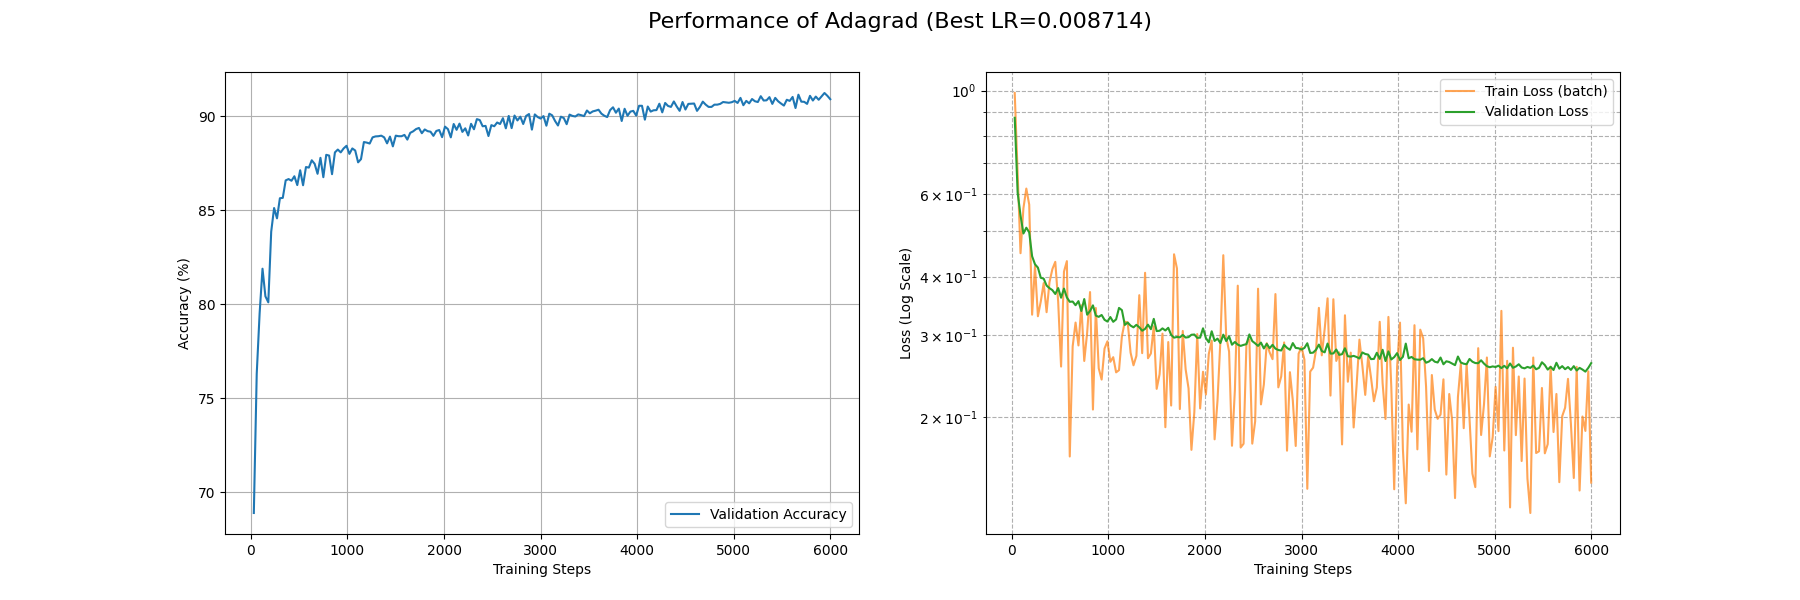 Performance of Adagrad (Best LR=0.008714)
Accuracy (%)
90
85
80
75
70
Validation Accuracy
0 1000 2000 3000 4000 5000 6000
Training Steps
Loss (Log Scale)
10⁰
6 × 10⁻¹
4 × 10⁻¹
3 × 10⁻¹
2 × 10⁻¹
Train Loss (batch)
Validation Loss
0 1000 2000 3000 4000 5000 6000
Training Steps